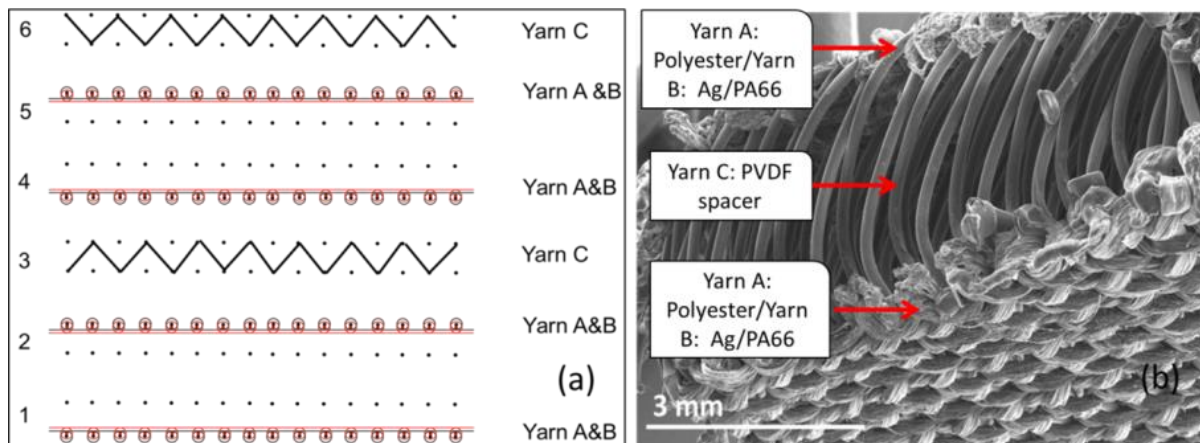 6
Yarn C
Yarn A &B
5
4
Yarn A&B
3
Yarn C
Yarn A&B
2
(a)
1
Yarn A&B
Yarn A:
Polyester/Yarn
B: Ag/PA66
Yarn C: PVDF
spacer
Yarn A:
Polyester/Yarn
B: Ag/PA66
(b)
3 mm